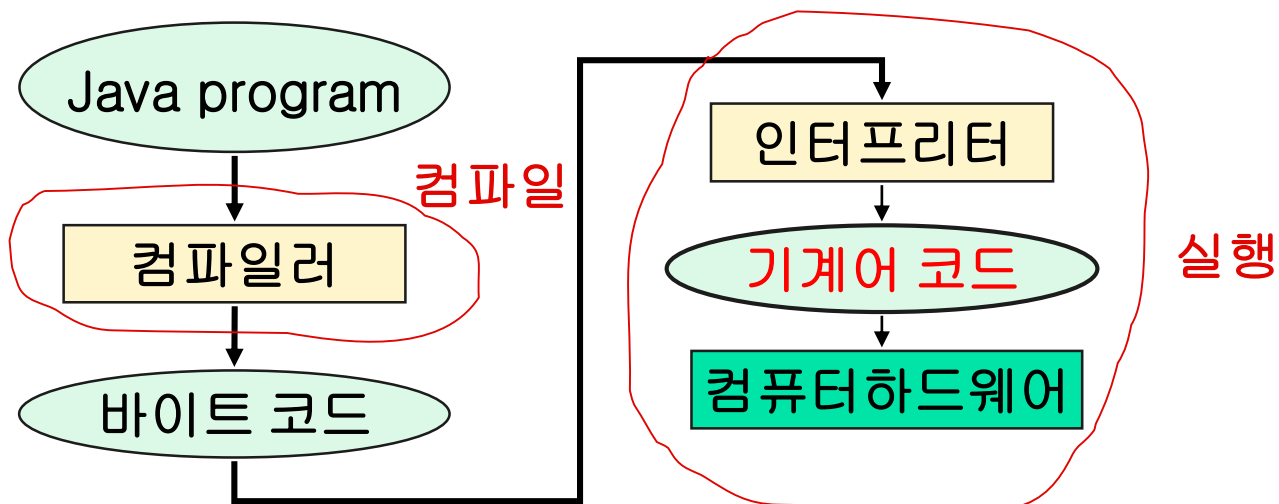 Java program
컴파일
컴파일러
바이트 코드
인터프리터
기계어 코드
컴퓨터하드웨어
실행